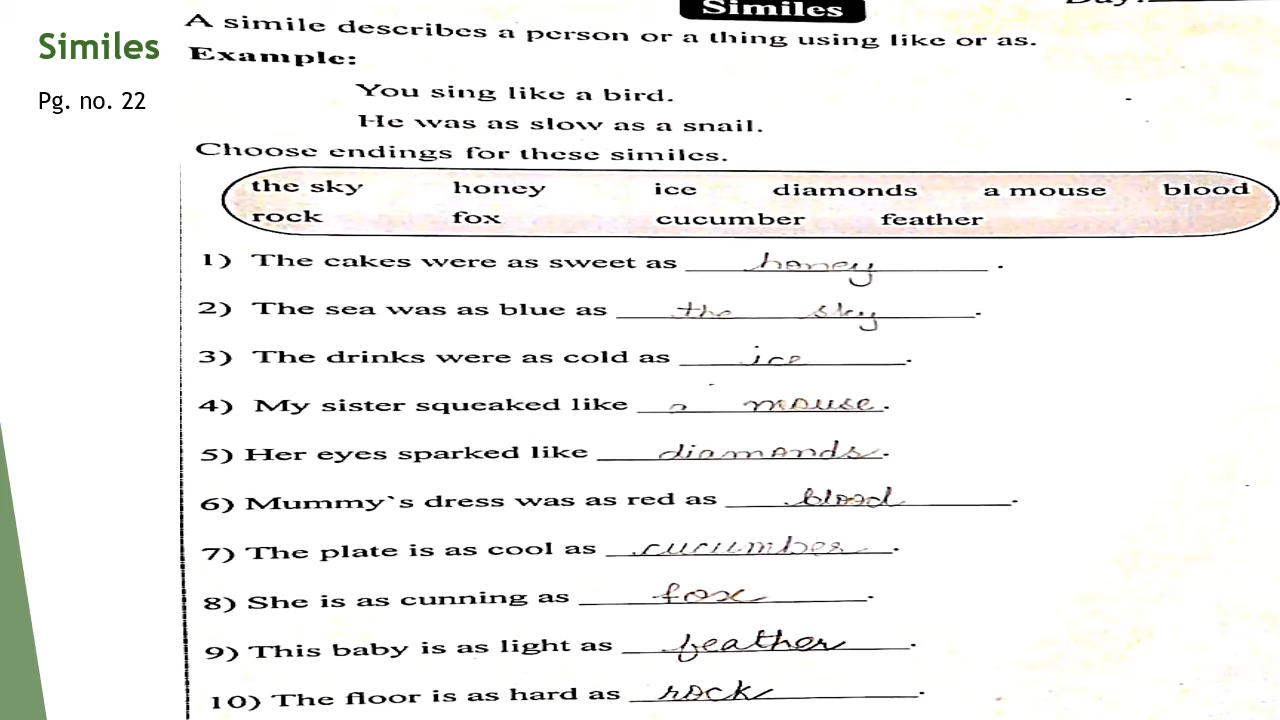 Similes
Similes
Pg. no. 22
A simile describes a person or a thing using like or as.
Example:
You sing like a bird.
He was as slow as a snail.
Choose endings for these similes.
the sky honey ice diamonds a mouse blood
rock fox cucumber feather
1) The cakes were as sweet as honey.
2) The sea was as blue as the sky.
3) The drinks were as cold as ice.
4) My sister squeaked like a mouse.
5) Her eyes sparked like diamonds.
6) Mummy`s dress was as red as blood.
7) The plate is as cool as cucumber.
8) She is as cunning as fox.
9) This baby is as light as feather.
10) The floor is as hard as rock.